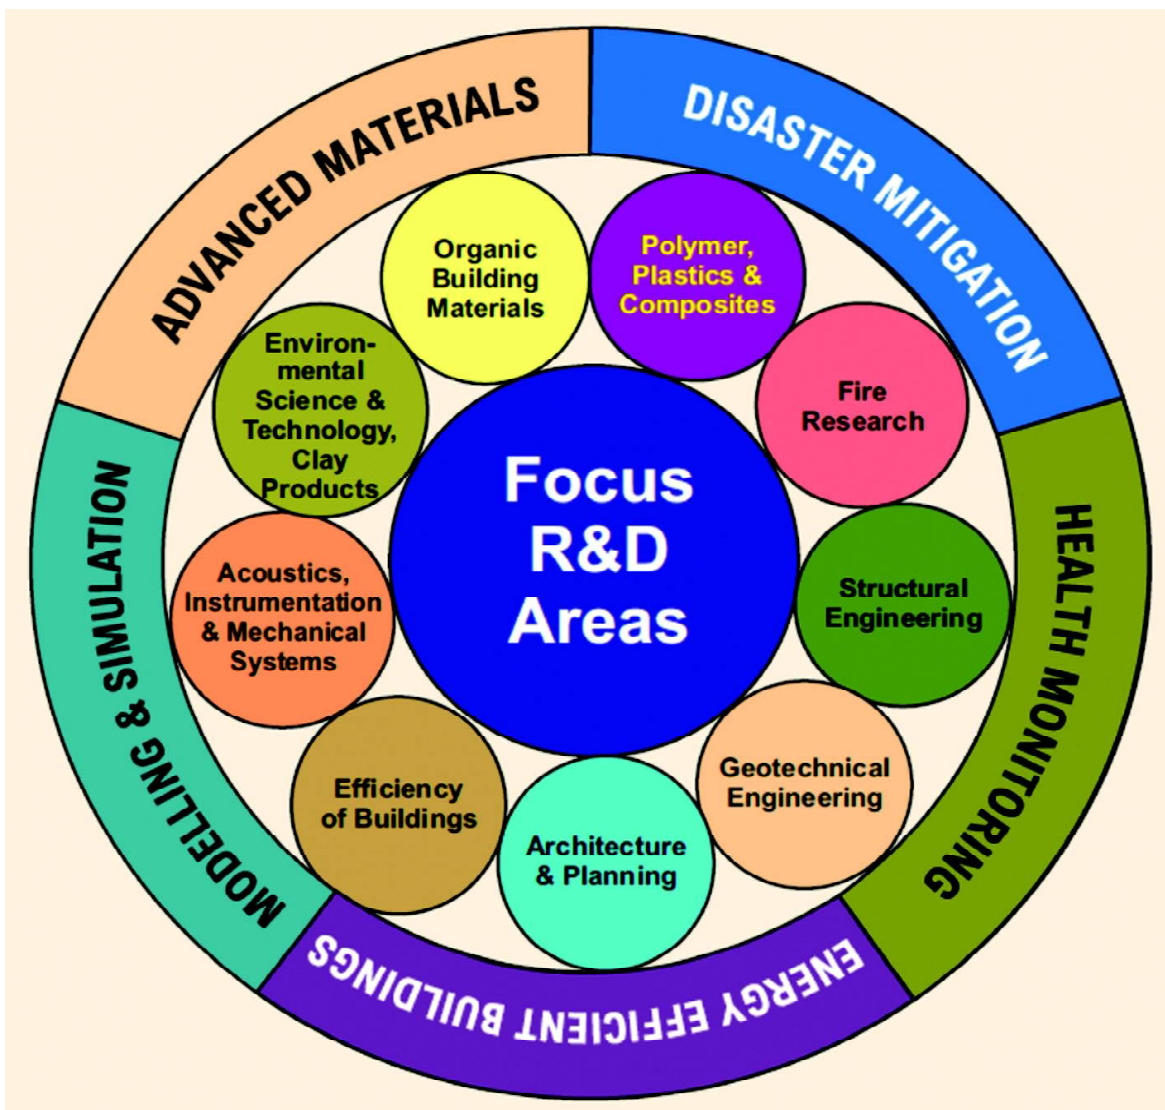 ADVANCED MATERIALS
DISASTER MITIGATION
HEALTH MONITORING
ENERGY EFFICIENT BUILDINGS
MODELLING & SIMULATION
Organic
Building
Materials
Polymer,
Plastics &
Composites
Fire
Research
Structural
Engineering
Geotechnical
Engineering
Architecture
& Planning
Efficiency
of Buildings
Acoustics,
Instrumentation
& Mechanical
Systems
Environ-
mental
Science &
Technology,
Clay
Products
Focus
R&D
Areas